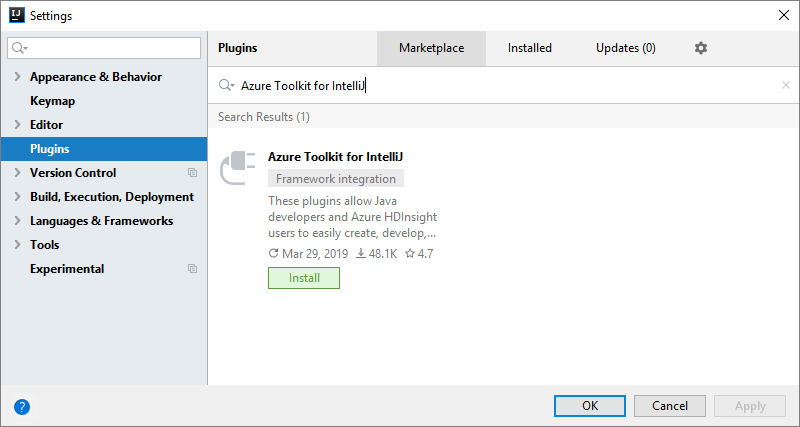 IJ Settings
Plugins Marketplace Installed Updates (0)
Appearance & Behavior
Keymap
Editor
Plugins
Version Control
Build, Execution, Deployment
Languages & Frameworks
Tools
Experimental
Azure Toolkit for IntelliJ
Search Results (1)
Azure Toolkit for IntelliJ
Framework integration
These plugins allow Java
developers and Azure HDInsight
users to easily create, develop,...
Mar 29, 2019 48.1K 4.7
Install
? OK Cancel Apply